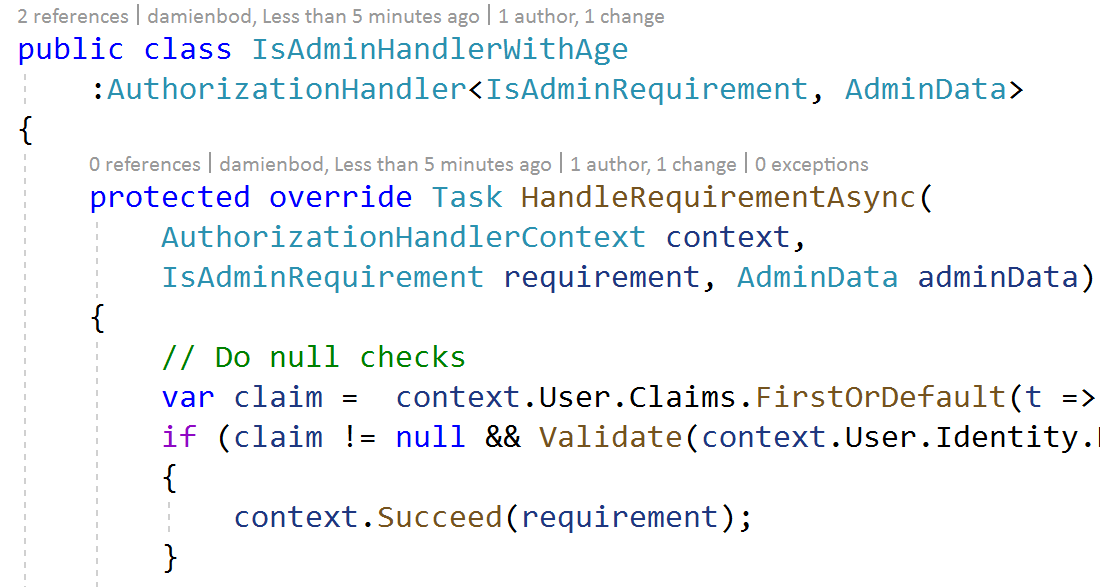 2 references | damienbod, Less than 5 minutes ago | 1 author, 1 change
public class IsAdminHandlerWithAge
:AuthorizationHandler<IsAdminRequirement, AdminData>
{
0 references | damienbod, Less than 5 minutes ago | 1 author, 1 change | 0 exceptions
protected override Task HandleRequirementAsync(
AuthorizationHandlerContext context,
IsAdminRequirement requirement, AdminData adminData)
{
// Do null checks
var claim =  context.User.Claims.FirstOrDefault(t =>
if (claim != null && Validate(context.User.Identity.
{
context.Succeed(requirement);
}